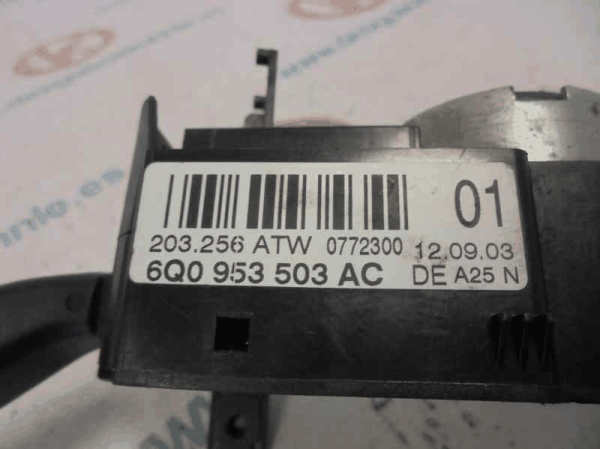 01
203.256 ATW 0772300 12.09.03
6Q0 953 503 AC DE A25 N